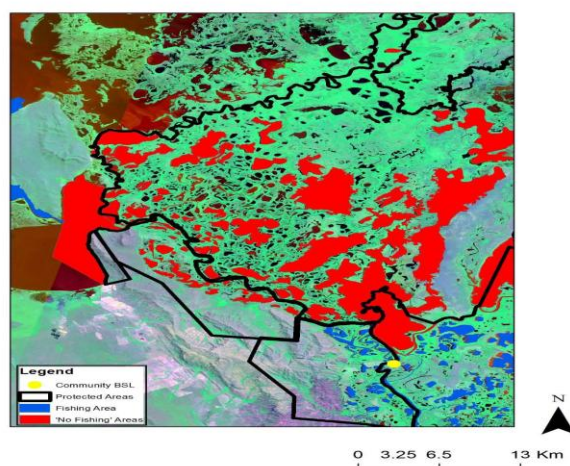 Legend
Community BSL
Protected Areas
Fishing Area
'No Fishing' Areas
N
0 3.25 6.5 13 Km